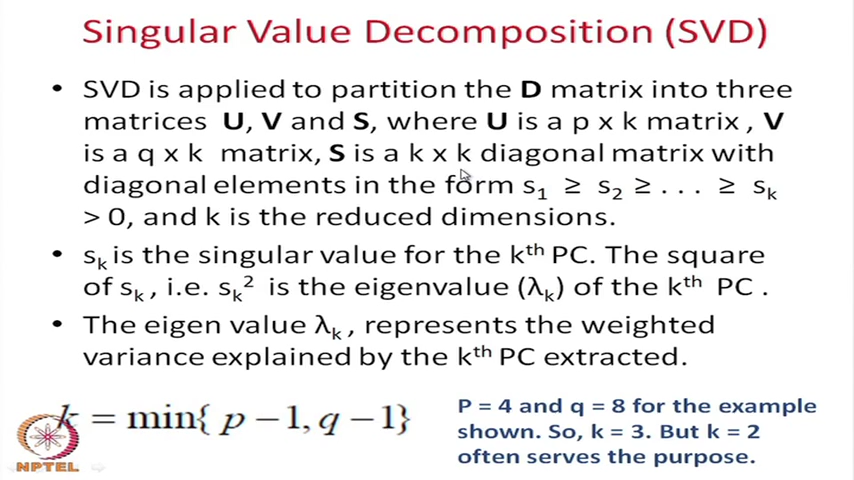 Singular Value Decomposition (SVD)
• SVD is applied to partition the D matrix into three
matrices U, V and S, where U is a p x k matrix , V
is a q x k matrix, S is a k x k diagonal matrix with
diagonal elements in the form s₁ ≥ s₂ ≥ . . . ≥ sₖ
> 0, and k is the reduced dimensions.
• sₖ is the singular value for the kᵗʰ PC. The square
of sₖ , i.e. sₖ² is the eigenvalue (λₖ) of the kᵗʰ PC .
• The eigen value λₖ , represents the weighted
variance explained by the kᵗʰ PC extracted.
k = min{ p −1, q −1}
P = 4 and q = 8 for the example
shown. So, k = 3. But k = 2
often serves the purpose.
NPTEL